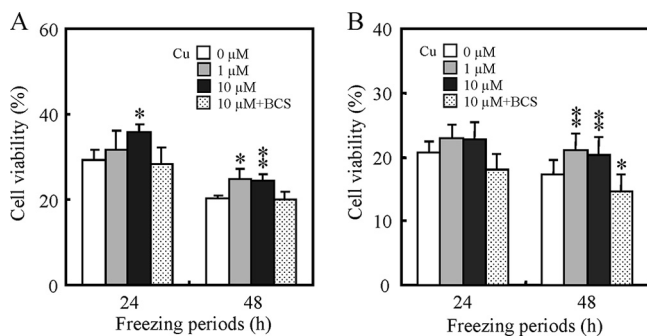 A
Cell viability (%)
60
40
20
0
Cu
0 μM
1 μM
10 μM
10 μM+BCS
*
*
**
24
48
Freezing periods (h)
B
Cell viability (%)
40
30
20
10
0
Cu
0 μM
1 μM
10 μM
10 μM+BCS
**
**
*
24
48
Freezing periods (h)